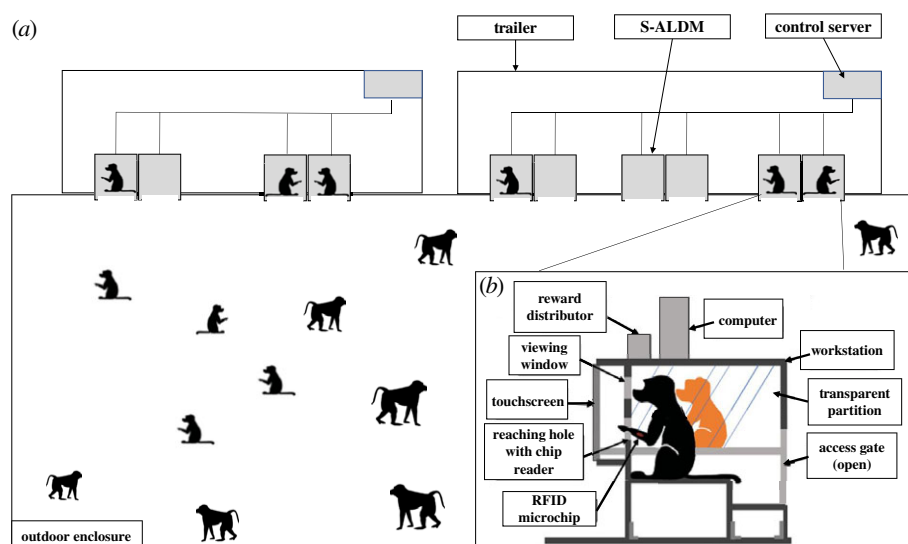 (a)
trailer
S-ALDM
control server
(b)
reward
distributor
computer
viewing
window
workstation
touchscreen
transparent
partition
reaching hole
with chip
reader
access gate
(open)
RFID
microchip
outdoor enclosure